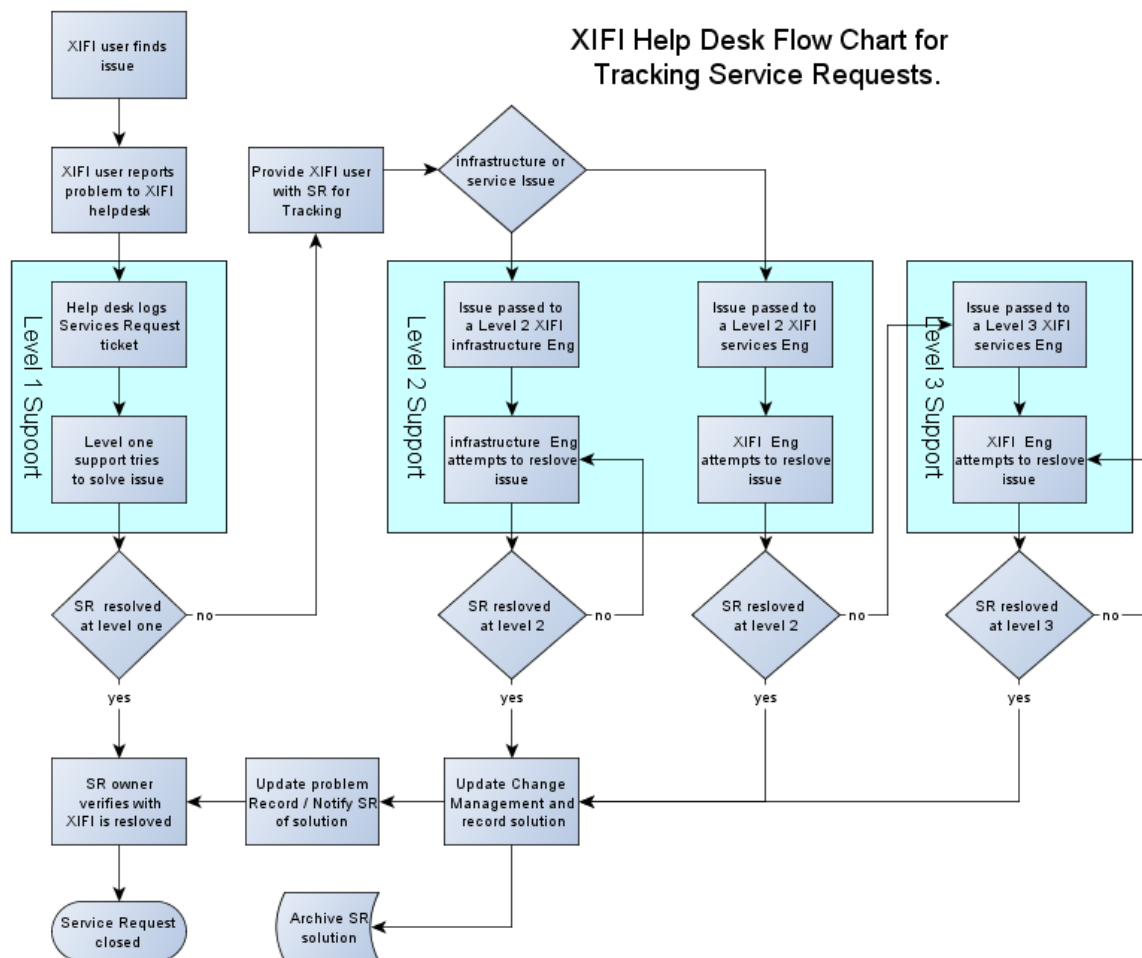 XIFI Help Desk Flow Chart for
Tracking Service Requests.
XIFI user finds
issue
XIFI user reports
problem to XIFI
helpdesk
Provide XIFI user
with SR for
Tracking
infrastructure or
service Issue
Level 1 Support
Help desk logs
Services Request
ticket
Level one
support tries
to solve issue
Level 2 Support
Issue passed to
a Level 2 XIFI
infrastructure Eng
infrastructure Eng
attempts to reslove
issue
Issue passed to
a Level 2 XIFI
services Eng
XIFI Eng
attempts to reslove
issue
Level 3 Support
Issue passed to
a Level 3 XIFI
services Eng
XIFI Eng
attempts to reslove
issue
SR resolved
at level one
no
yes
SR resloved
at level 2
no
yes
SR resloved
at level 2
no
yes
SR resloved
at level 3
no
yes
SR owner
verifies with
XIFI is resloved
Update problem
Record / Notify SR
of solution
Update Change
Management and
record solution
Service Request
closed
Archive SR
solution